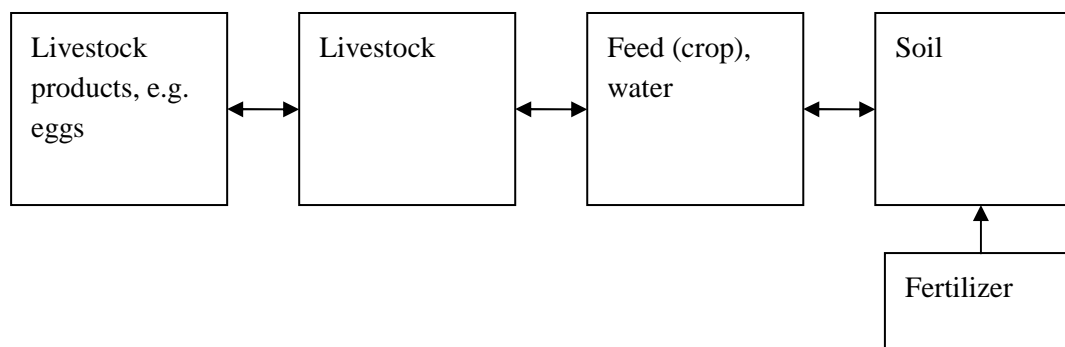 Livestock
products, e.g.
eggs
Livestock
Feed (crop),
water
Soil
Fertilizer